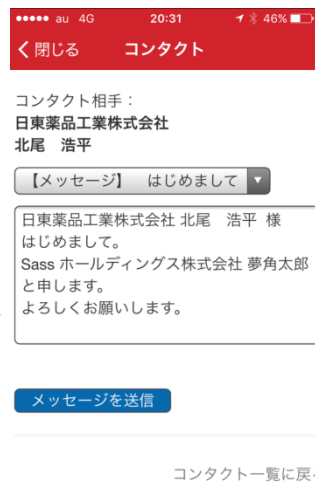 ●●●●● au 4G 20:31 46%
閉じる コンタクト
コンタクト相手：
日東薬品工業株式会社
北尾　浩平
【メッセージ】　はじめまして
日東薬品工業株式会社 北尾　浩平 様
はじめまして。
Sass ホールディングス株式会社 夢角太郎
と申します。
よろしくお願いします。
メッセージを送信
コンタクト一覧に戻